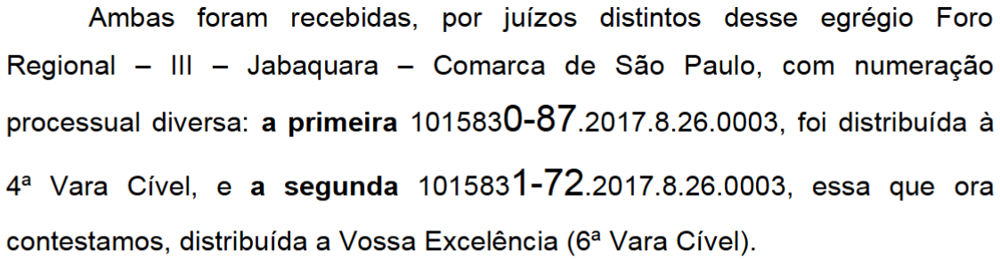 Ambas foram recebidas, por juízos distintos desse egrégio Foro
Regional – III – Jabaquara – Comarca de São Paulo, com numeração
processual diversa: a primeira 1015830-87.2017.8.26.0003, foi distribuída à
4ª Vara Cível, e a segunda 1015831-72.2017.8.26.0003, essa que ora
contestamos, distribuída a Vossa Excelência (6ª Vara Cível).